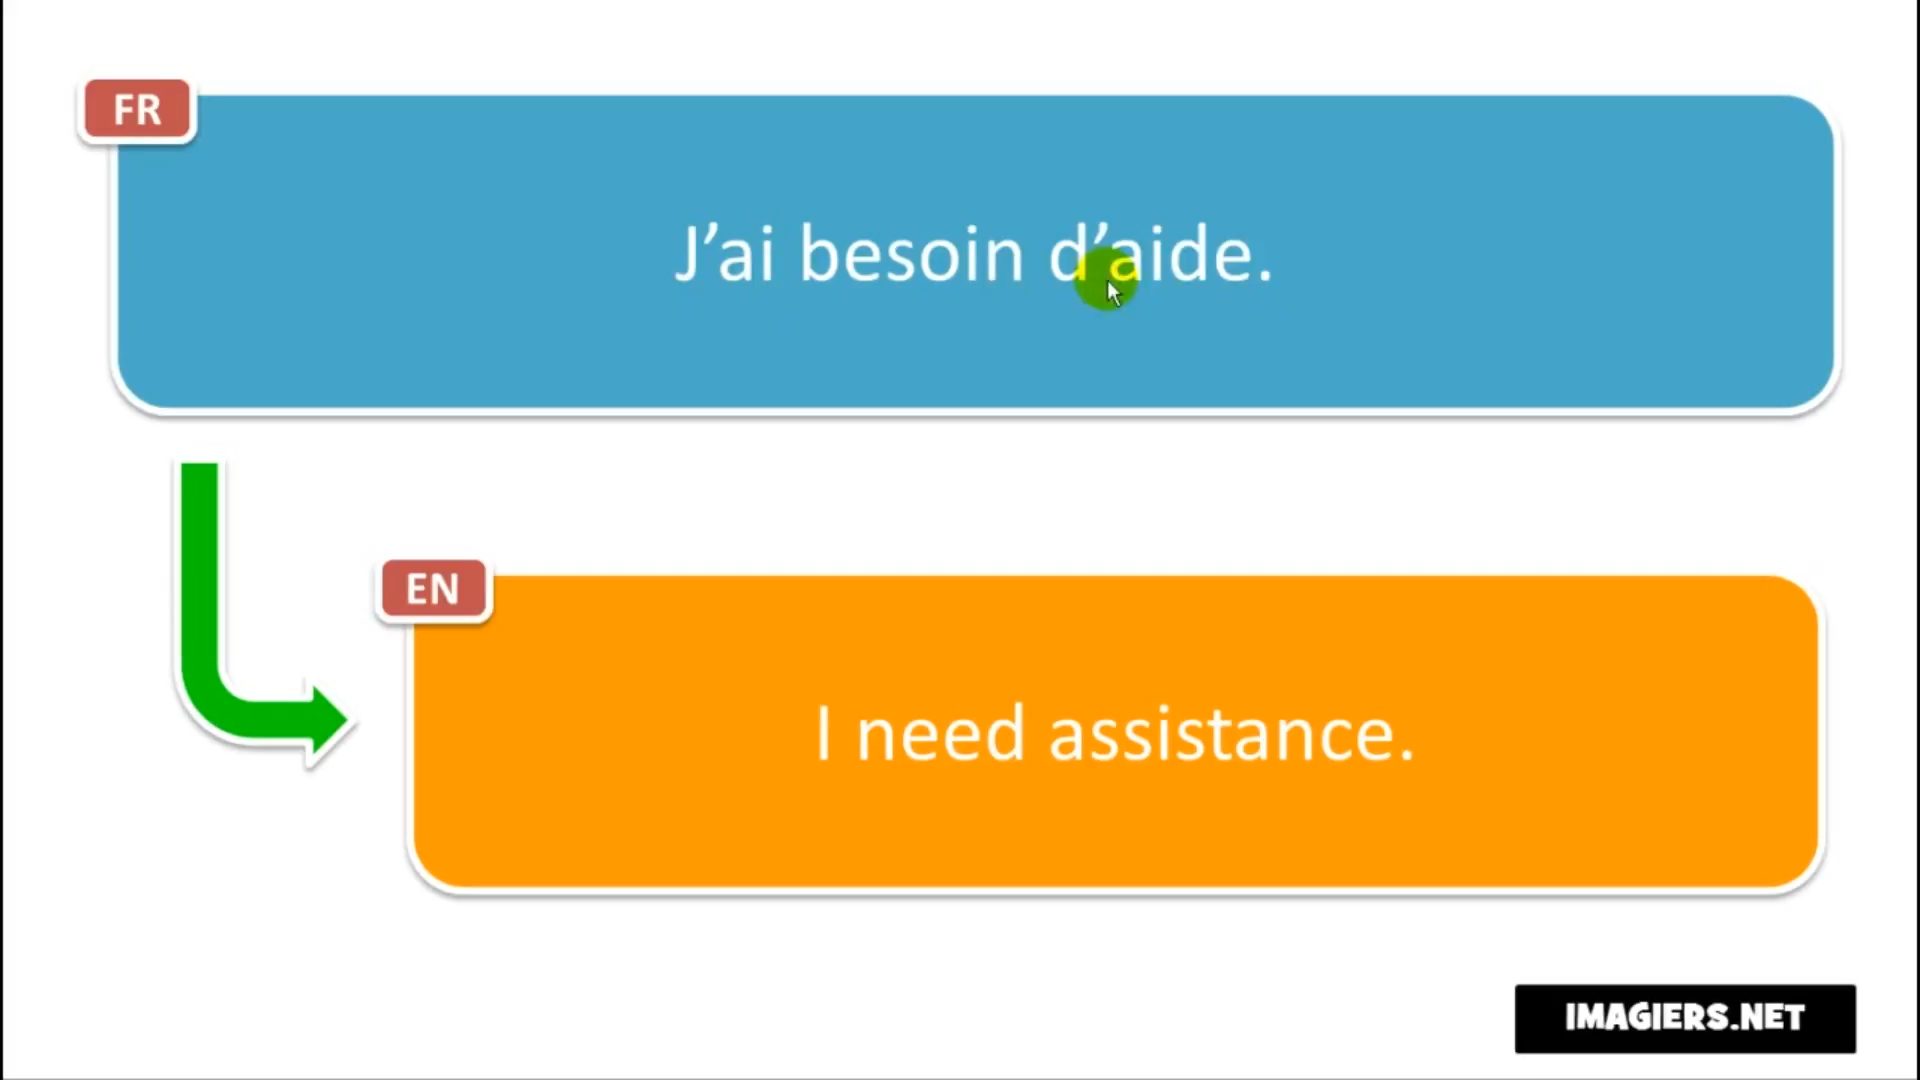 FR
J’ai besoin d’aide.
EN
I need assistance.
IMAGIERS.NET